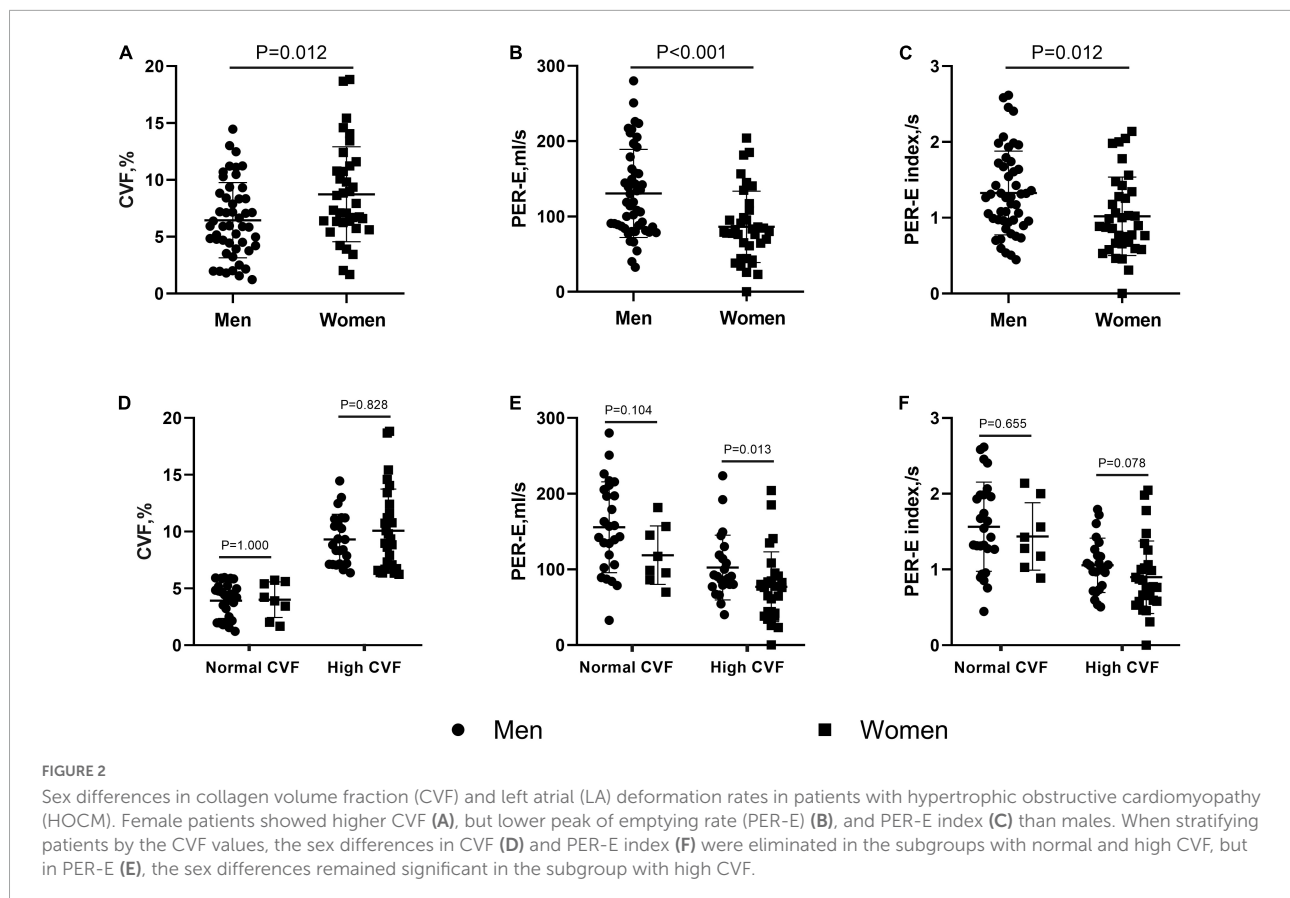 A
P=0.012
20
15
10
5
0
CVF,%
Men
Women
B
P<0.001
300
200
100
0
PER-E,ml/s
Men
Women
C
P=0.012
3
2
1
0
PER-E index,/s
Men
Women
D
P=0.828
P=1.000
20
15
10
5
0
CVF,%
Normal CVF
High CVF
E
P=0.104
P=0.013
300
200
100
0
PER-E,ml/s
Normal CVF
High CVF
F
P=0.655
P=0.078
3
2
1
0
PER-E index,/s
Normal CVF
High CVF
Men
Women
FIGURE 2
Sex differences in collagen volume fraction (CVF) and left atrial (LA) deformation rates in patients with hypertrophic obstructive cardiomyopathy
(HOCM). Female patients showed higher CVF (A), but lower peak of emptying rate (PER-E) (B), and PER-E index (C) than males. When stratifying
patients by the CVF values, the sex differences in CVF (D) and PER-E index (F) were eliminated in the subgroups with normal and high CVF, but
in PER-E (E), the sex differences remained significant in the subgroup with high CVF.